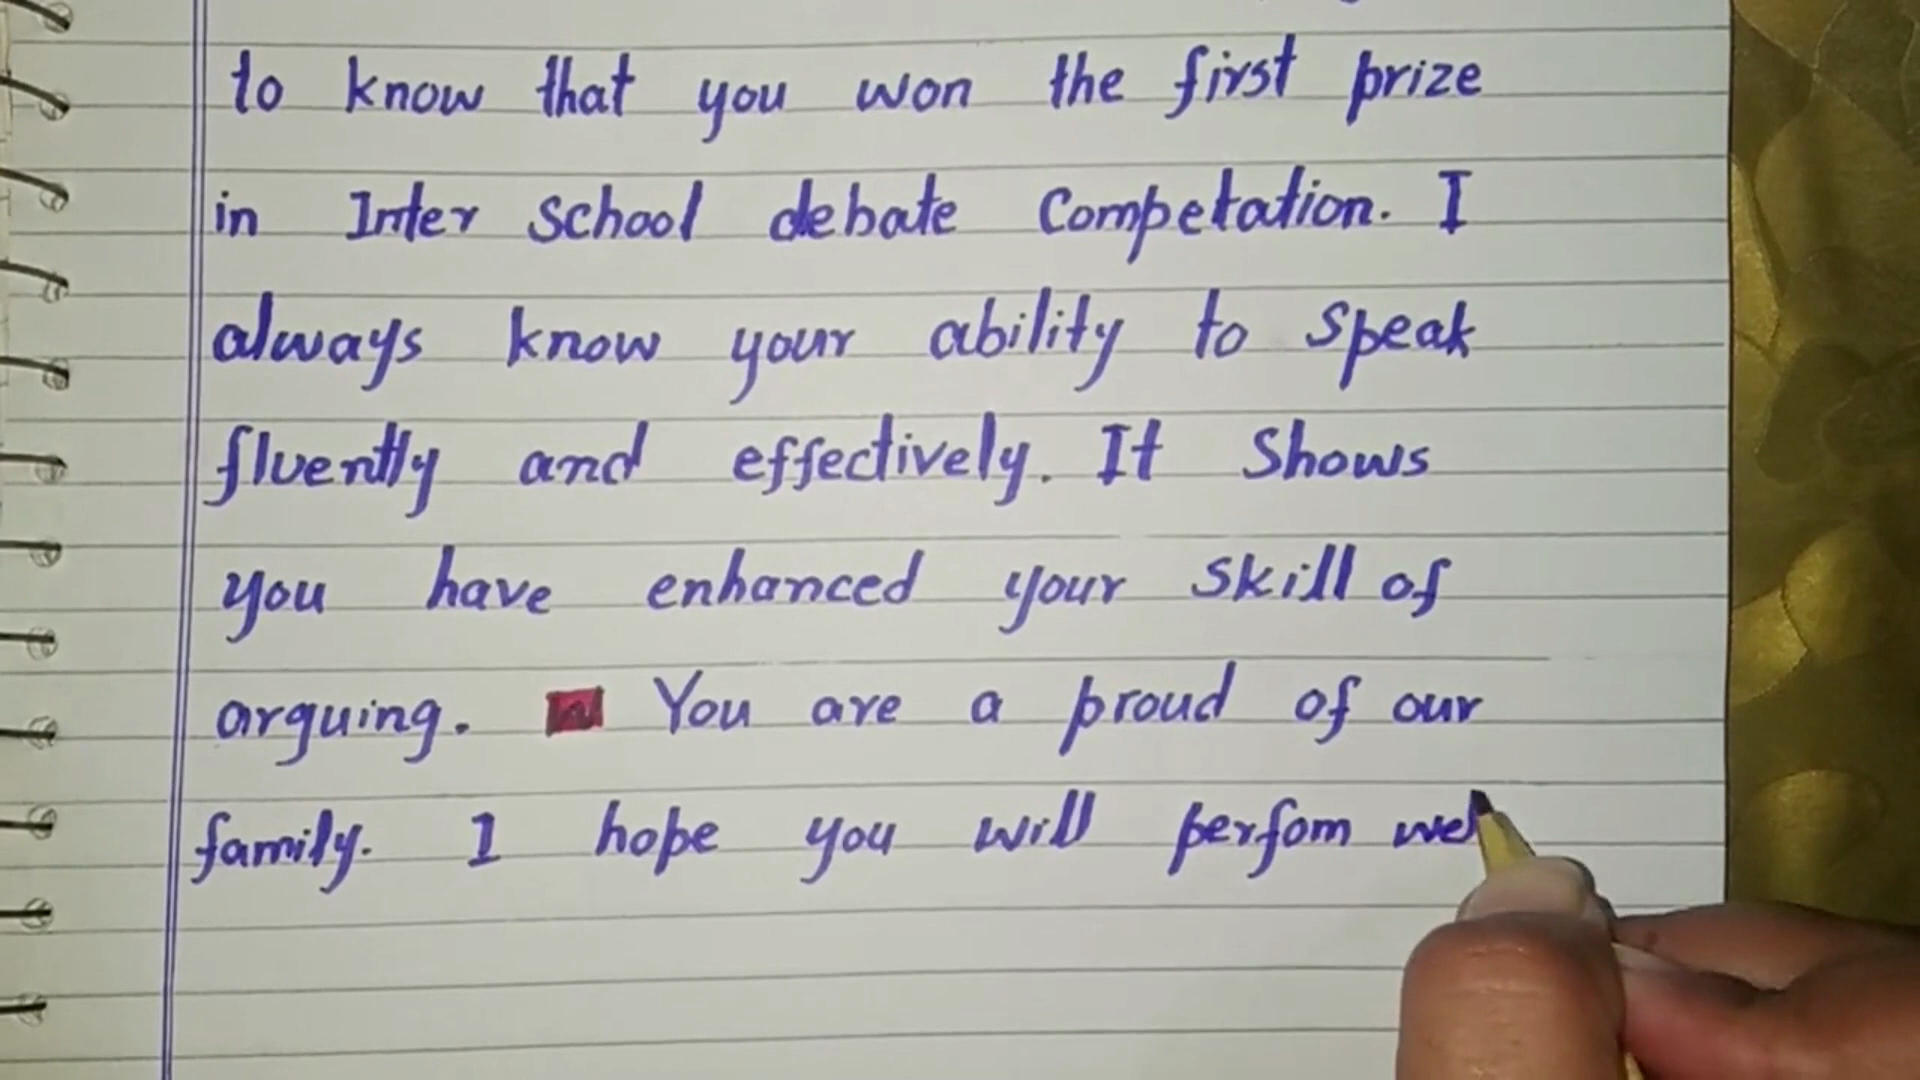 to know that you won the first prize
in Inter School debate Competation. I
always know your ability to speak
fluently and effectively. It Shows
you have enhanced your skill of
arguing. You are a proud of our
family. I hope you will perfom wel